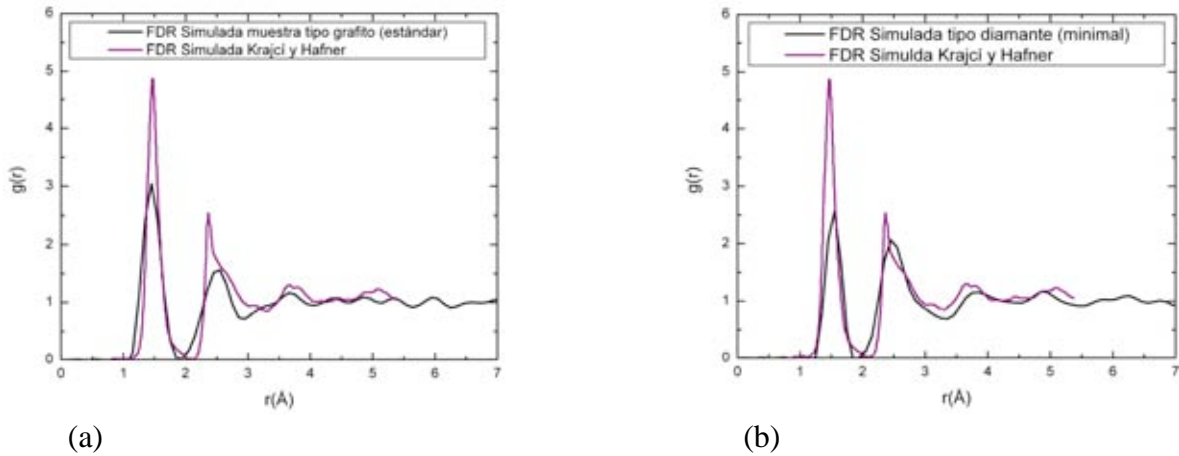 FDR Simulada muestra tipo grafito (estándar)
FDR Simulada Krajcí y Hafner
g(r)
6
5
4
3
2
1
0
0 1 2 3 4 5 6 7
r(Å)
(a)
FDR Simulada tipo diamante (minimal)
FDR Simulda Krajcí y Hafner
g(r)
6
5
4
3
2
1
0
0 1 2 3 4 5 6 7
r(Å)
(b)